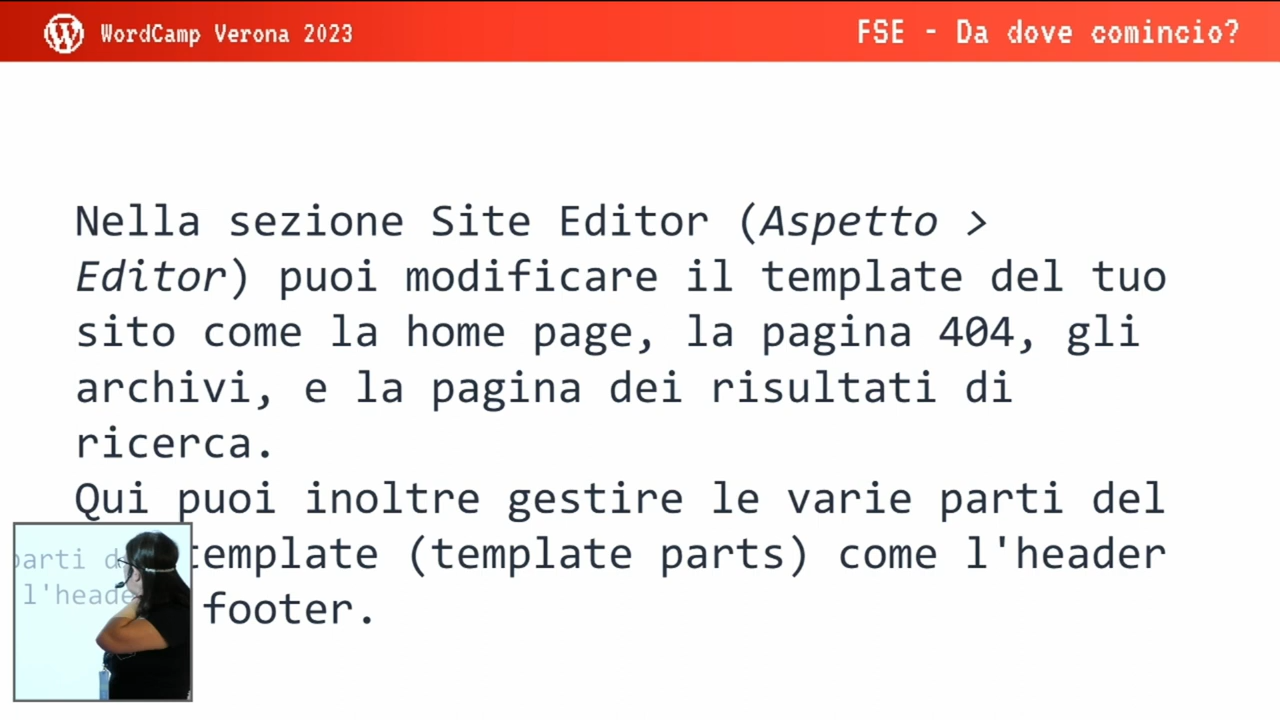 WordCamp Verona 2023
FSE - Da dove comincio?
Nella sezione Site Editor (Aspetto >
Editor) puoi modificare il template del tuo
sito come la home page, la pagina 404, gli
archivi, e la pagina dei risultati di
ricerca.
Qui puoi inoltre gestire le varie parti del
template (template parts) come l'header
footer.
parti
l'heade